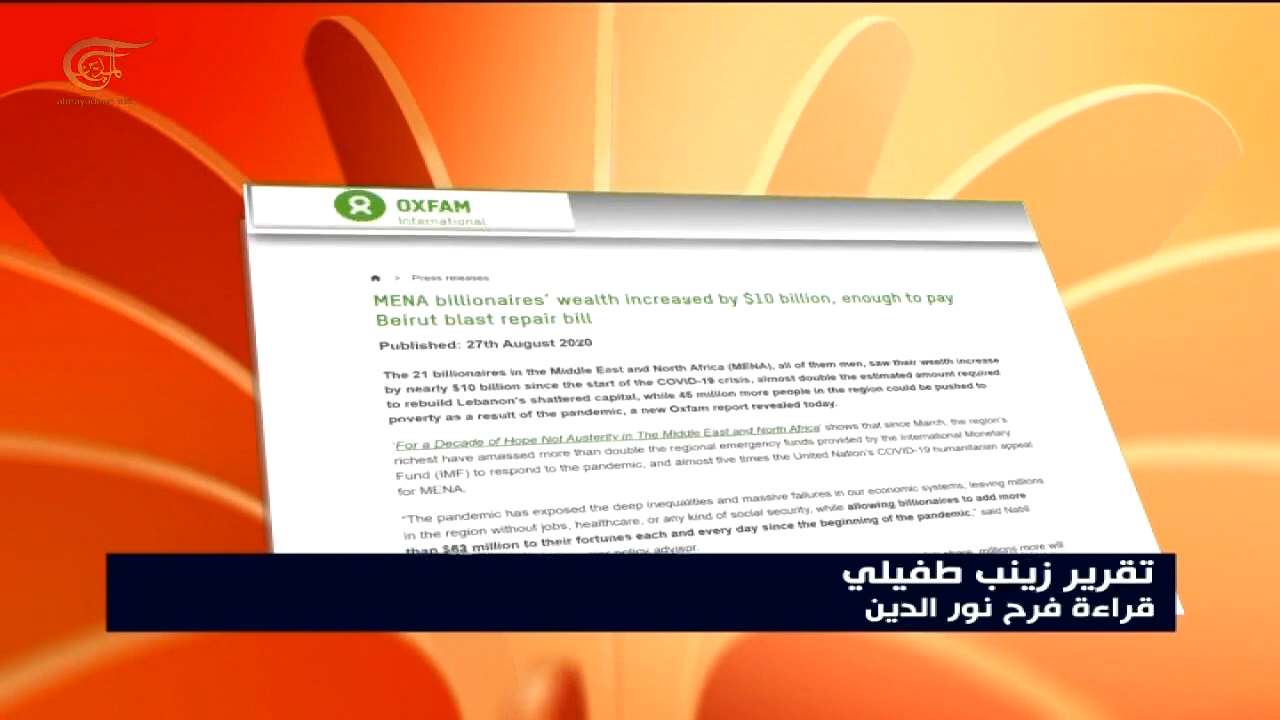 الميادين
almayadeen.net
OXFAM
International
> Press releases
MENA billionaires' wealth increased by $10 billion, enough to pay
Beirut blast repair bill
Published: 27th August 2020
The 21 billionaires in the Middle East and North Africa (MENA), all of them men, saw their wealth increase
by nearly $10 billion since the start of the COVID-19 crisis, almost double the estimated amount required
to rebuild Lebanon's shattered capital, while 45 million more people in the region could be pushed to
poverty as a result of the pandemic, a new Oxfam report revealed today.
'For a Decade of Hope Not Austerity in The Middle East and North Africa' shows that since March, the region's
richest have amassed more than double the regional emergency funds provided by the International Monetary
Fund (IMF) to respond to the pandemic, and almost five times the United Nation's COVID-19 humanitarian appeal
for MENA.
"The pandemic has exposed the deep inequalities and massive failures in our economic systems, leaving millions
in the region without jobs, healthcare, or any kind of social security, while allowing billionaires to add more
than $63 million to their fortunes each and every day since the beginning of the pandemic," said Nabil
policy advisor.
millions more will
تقرير زينب طفيلي
قراءة فرح نور الدين